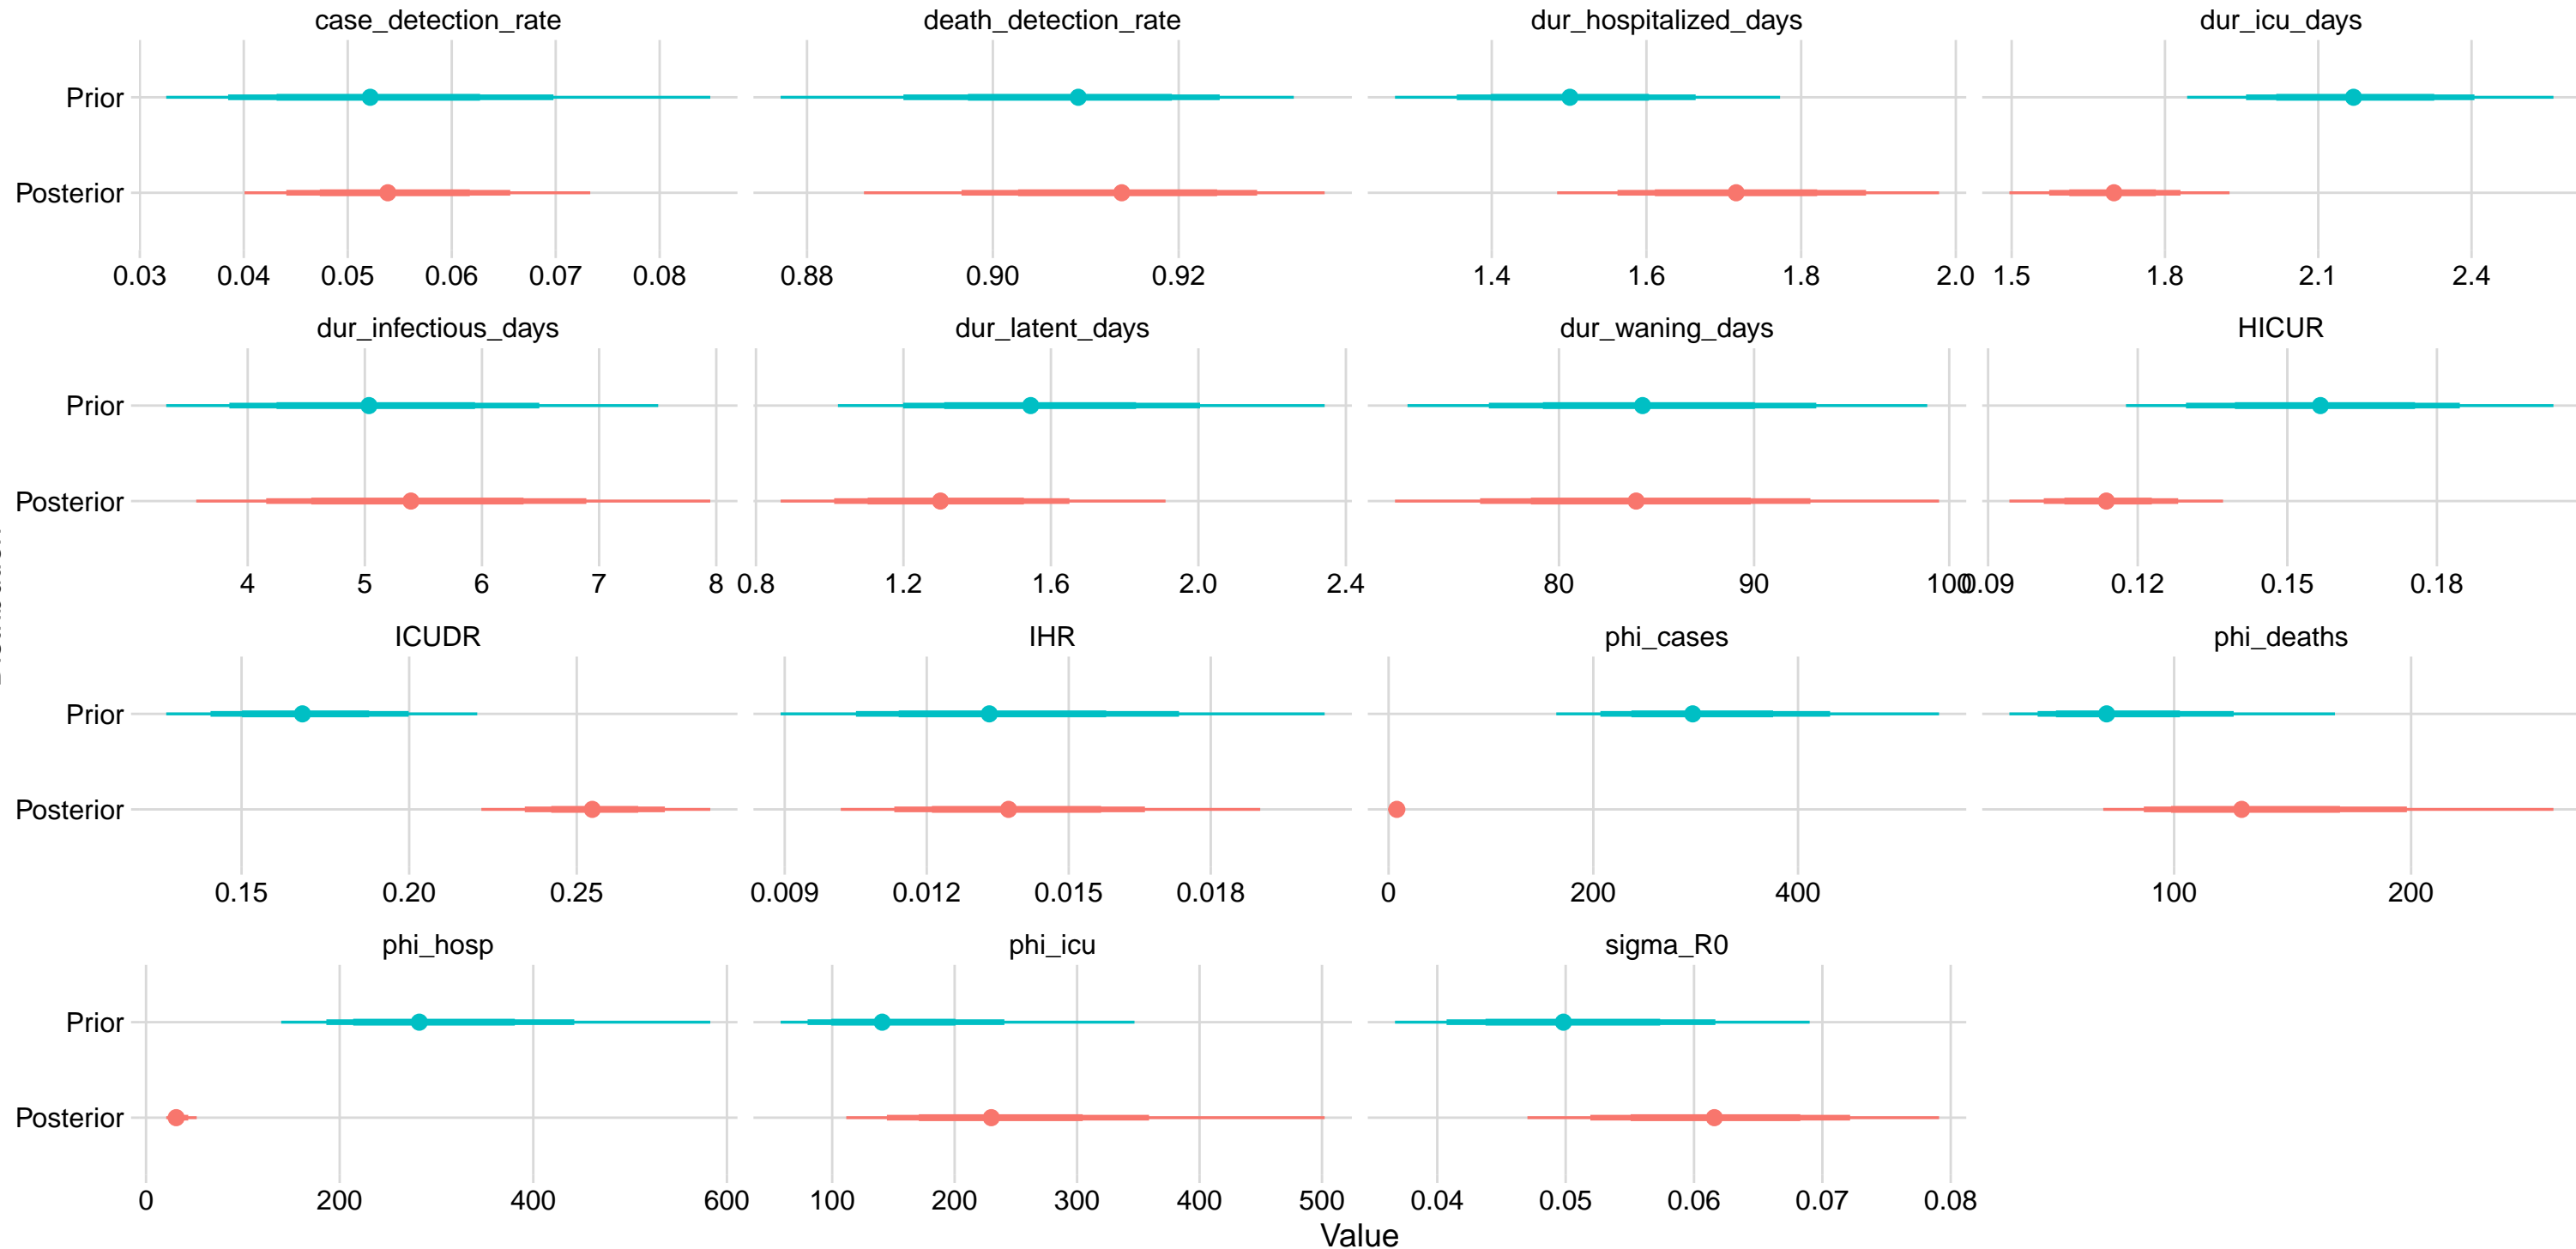 case_detection_rate death_detection_rate dur_hospitalized_days dur_icu_days
Prior
Posterior
0.03 0.04 0.05 0.06 0.07 0.08 0.88 0.90 0.92 1.4 1.6 1.8 2.0 1.5 1.8 2.1 2.4
dur_infectious_days dur_latent_days dur_waning_days HICUR
Prior
Posterior
4 5 6 7 8 0.8 1.2 1.6 2.0 2.4 80 90 100 0.09 0.12 0.15 0.18
ICUDR IHR phi_cases phi_deaths
Prior
Posterior
0.15 0.20 0.25 0.009 0.012 0.015 0.018 0 200 400 100 200
phi_hosp phi_icu sigma_R0
Prior
Posterior
0 200 400 600 100 200 300 400 500 0.04 0.05 0.06 0.07 0.08
Value